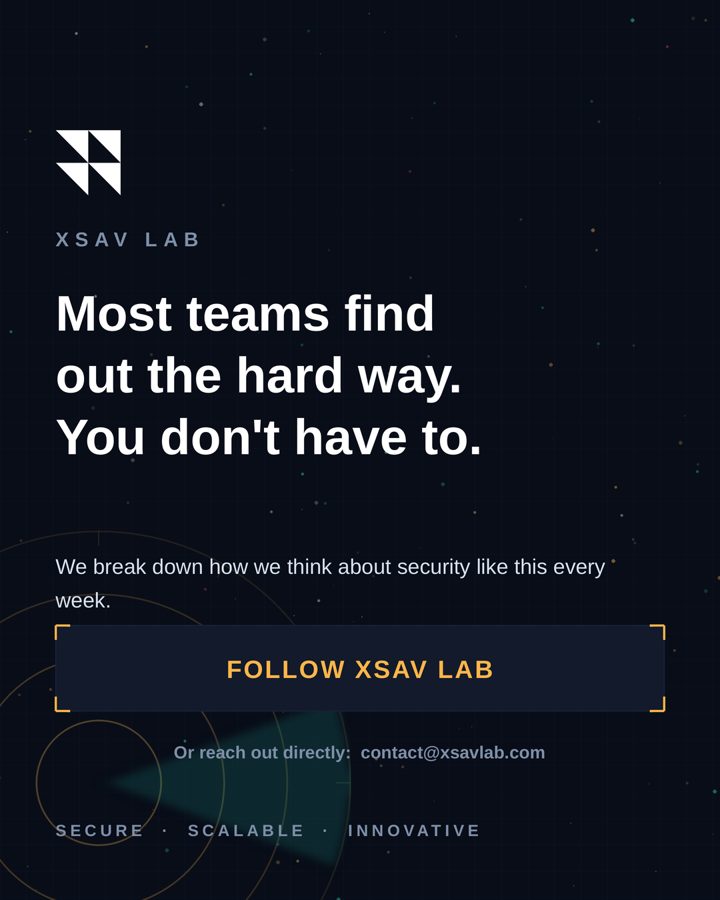 XSAV LAB
Most teams find
out the hard way.
You don't have to.
We break down how we think about security like this every
week.
FOLLOW XSAV LAB
Or reach out directly: contact@xsavlab.com
SECURE · SCALABLE · INNOVATIVE